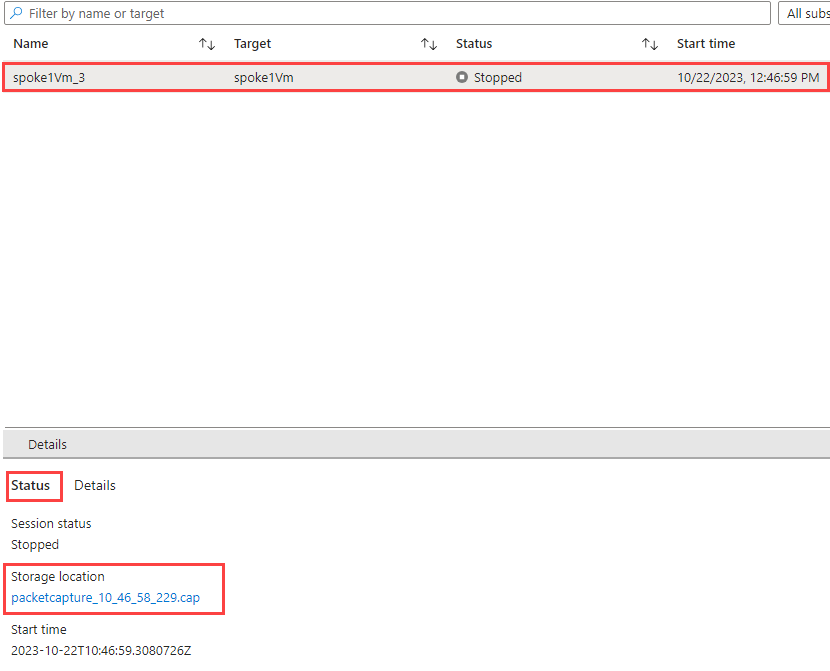 Filter by name or target All subs
Name Target Status Start time
spoke1Vm_3 spoke1Vm Stopped 10/22/2023, 12:46:59 PM
Details
Status Details
Session status
Stopped
Storage location
packetcapture_10_46_58_229.cap
Start time
2023-10-22T10:46:59.3080726Z